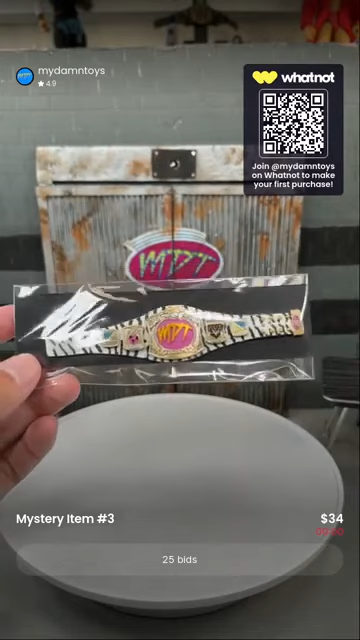 mydamntoys
★ 4.9
whatnot
Join @mydamntoys
on Whatnot to make
your first purchase!
MDT
MDT
Mystery Item #3
$34
25 bids